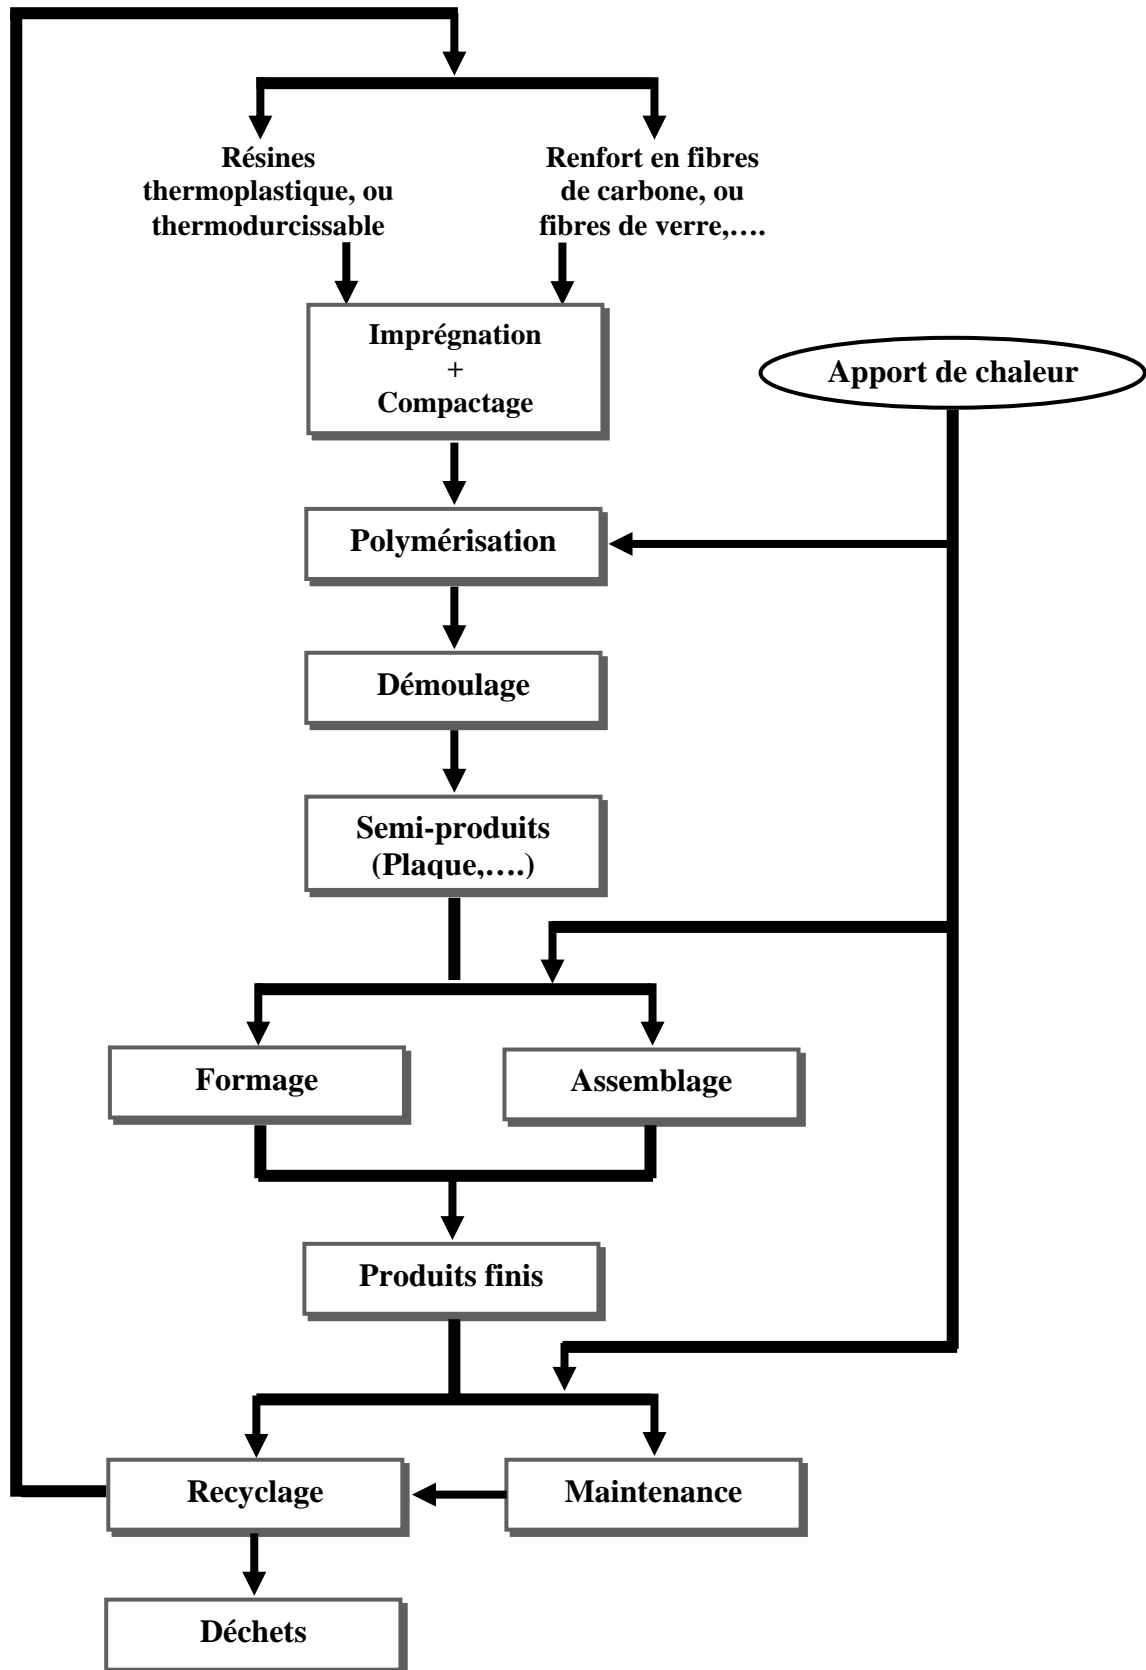 Résines
thermoplastique, ou
thermodurcissable
Renfort en fibres
de carbone, ou
fibres de verre,….
Imprégnation
+
Compactage
Apport de chaleur
Polymérisation
Démoulage
Semi-produits
(Plaque,….)
Formage
Assemblage
Produits finis
Recyclage
Maintenance
Déchets